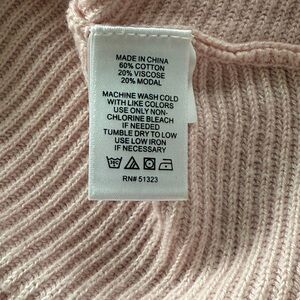 MADE IN CHINA
60% COTTON
20% VISCOSE
20% MODAL
MACHINE WASH COLD
WITH LIKE COLORS
USE ONLY NON-
CHLORINE BLEACH
IF NEEDED
TUMBLE DRY TO LOW
USE LOW IRON
IF NECESSARY
RN# 51323